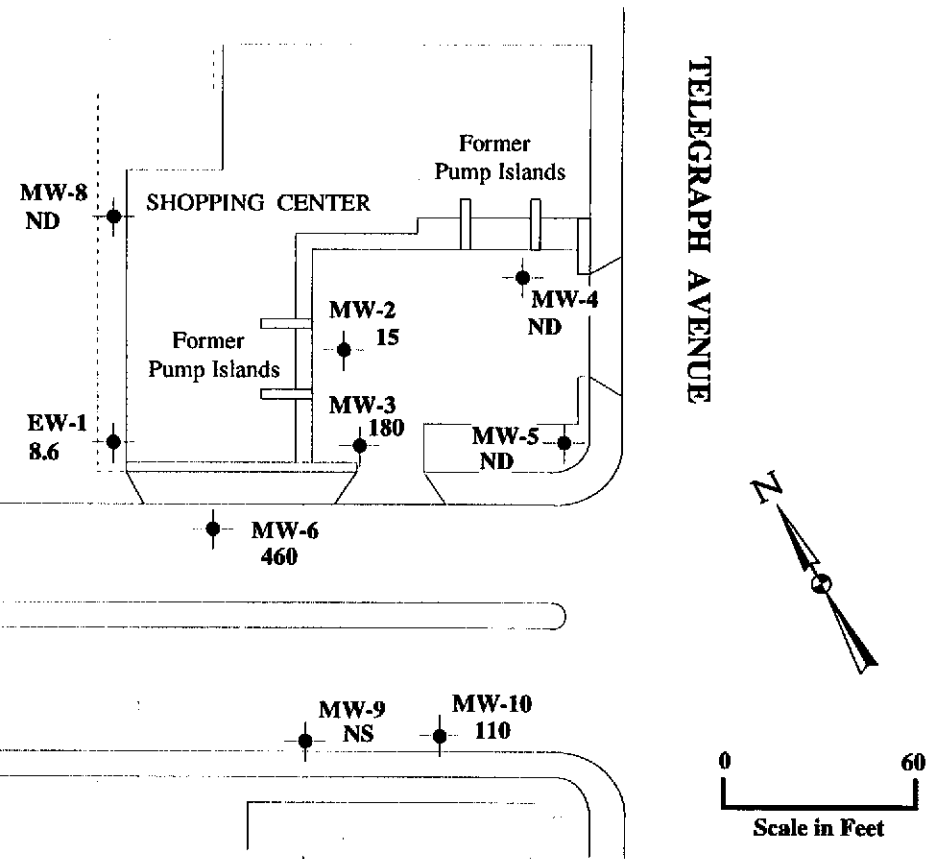 TELEGRAPH AVENUE
Former
Pump Islands
MW-8
ND
SHOPPING CENTER
MW-4
ND
MW-2
15
Former
Pump Islands
MW-3
180
EW-1
8.6
MW-5
ND
MW-6
460
N
MW-9
NS
MW-10
110
0 60
Scale in Feet